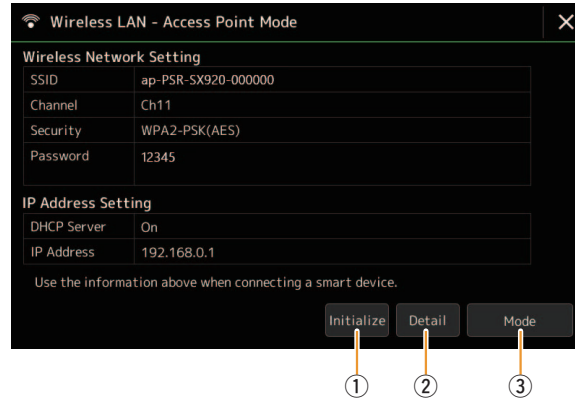 Wireless LAN - Access Point Mode
Wireless Network Setting
SSID ap-PSR-SX920-000000
Channel Ch11
Security WPA2-PSK(AES)
Password 12345
IP Address Setting
DHCP Server On
IP Address 192.168.0.1
Use the information above when connecting a smart device.
Initialize Detail Mode
① ② ③